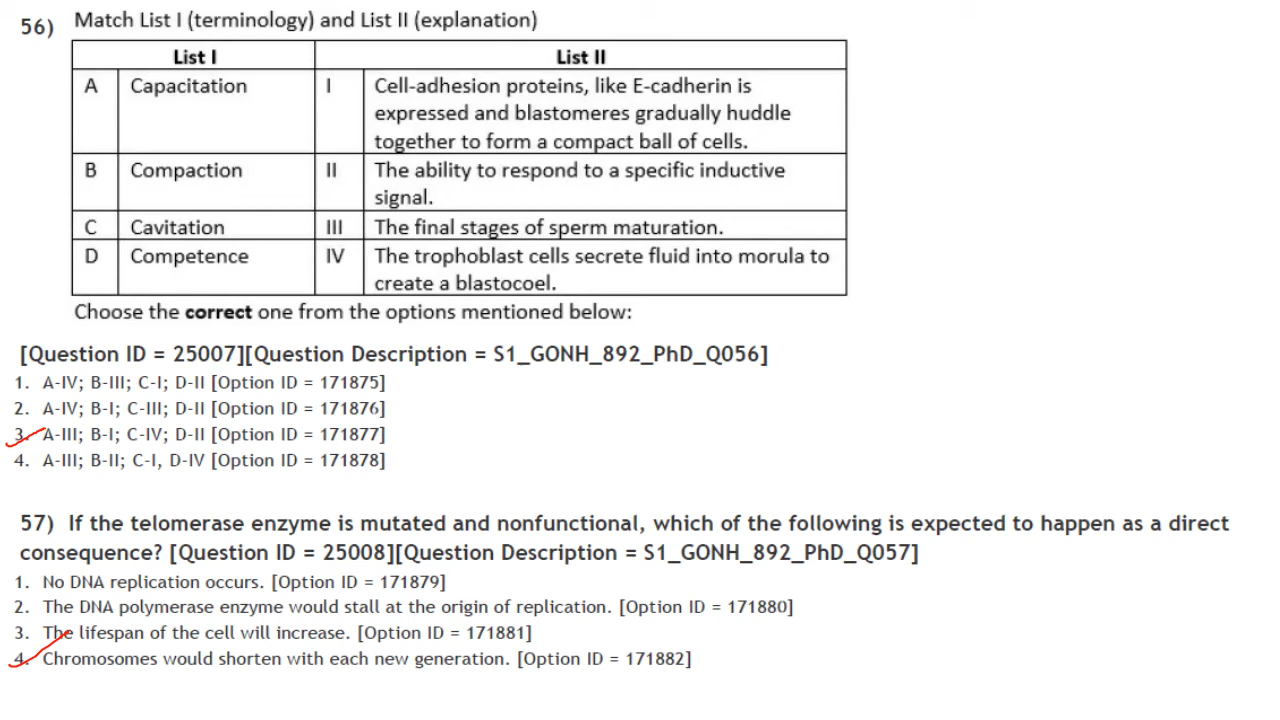 56) Match List I (terminology) and List II (explanation)
List I List II
A Capacitation I Cell-adhesion proteins, like E-cadherin is
expressed and blastomeres gradually huddle
together to form a compact ball of cells.
B Compaction II The ability to respond to a specific inductive
signal.
C Cavitation III The final stages of sperm maturation.
D Competence IV The trophoblast cells secrete fluid into morula to
create a blastocoel.
Choose the correct one from the options mentioned below:
[Question ID = 25007][Question Description = S1_GONH_892_PhD_Q056]
1. A-IV; B-III; C-I; D-II [Option ID = 171875]
2. A-IV; B-I; C-III; D-II [Option ID = 171876]
3. A-III; B-I; C-IV; D-II [Option ID = 171877]
4. A-III; B-II; C-I, D-IV [Option ID = 171878]
57) If the telomerase enzyme is mutated and nonfunctional, which of the following is expected to happen as a direct
consequence? [Question ID = 25008][Question Description = S1_GONH_892_PhD_Q057]
1. No DNA replication occurs. [Option ID = 171879]
2. The DNA polymerase enzyme would stall at the origin of replication. [Option ID = 171880]
3. The lifespan of the cell will increase. [Option ID = 171881]
4. Chromosomes would shorten with each new generation. [Option ID = 171882]